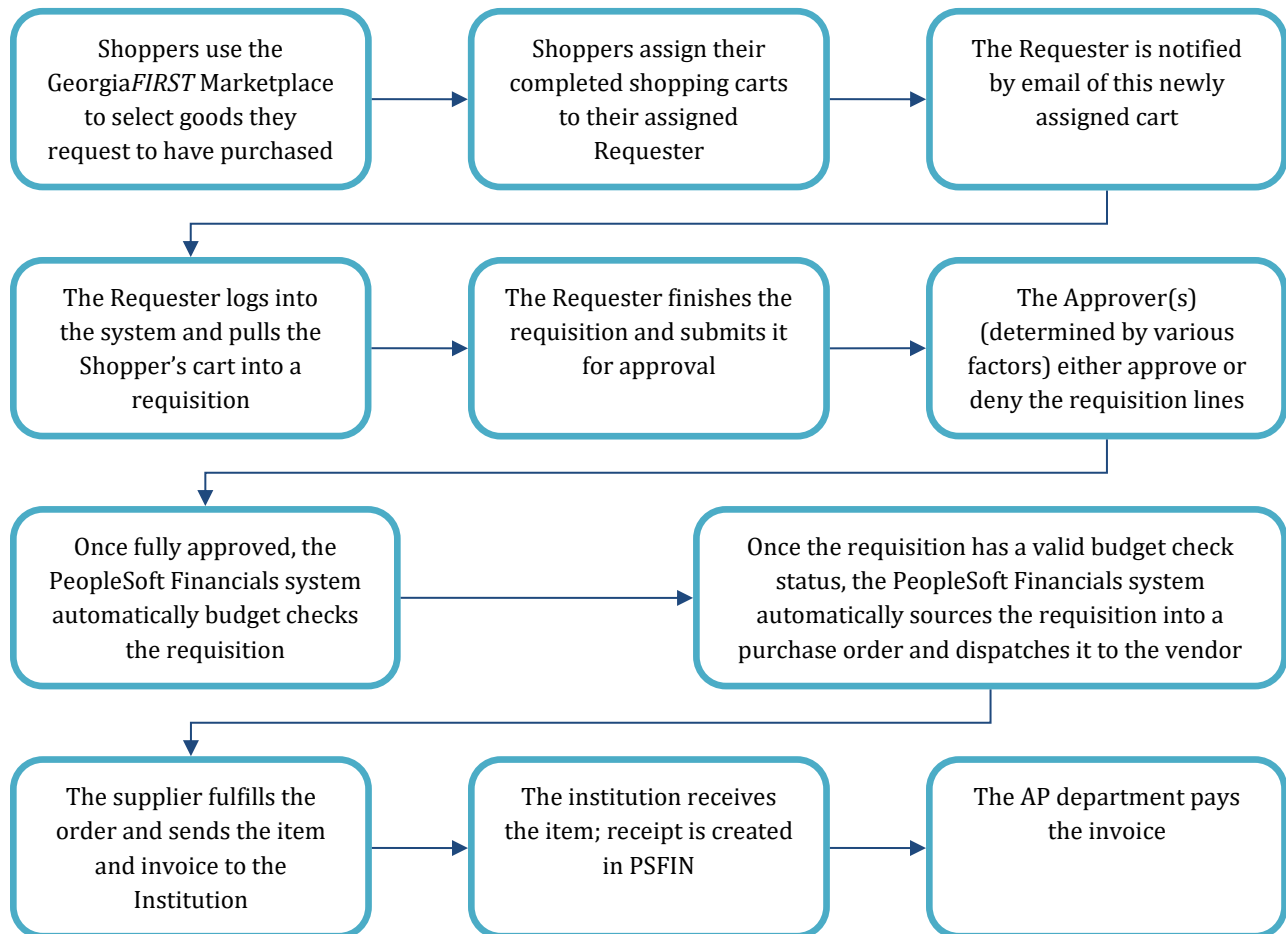 Shoppers use the
GeorgiaFIRST Marketplace
to select goods they
request to have purchased
Shoppers assign their
completed shopping carts
to their assigned
Requester
The Requester is notified
by email of this newly
assigned cart
The Requester logs into
the system and pulls the
Shopper’s cart into a
requisition
The Requester finishes the
requisition and submits it
for approval
The Approver(s)
(determined by various
factors) either approve or
deny the requisition lines
Once fully approved, the
PeopleSoft Financials system
automatically budget checks
the requisition
Once the requisition has a valid budget check
status, the PeopleSoft Financials system
automatically sources the requisition into a
purchase order and dispatches it to the vendor
The supplier fulfills the
order and sends the item
and invoice to the
Institution
The institution receives
the item; receipt is created
in PSFIN
The AP department pays
the invoice